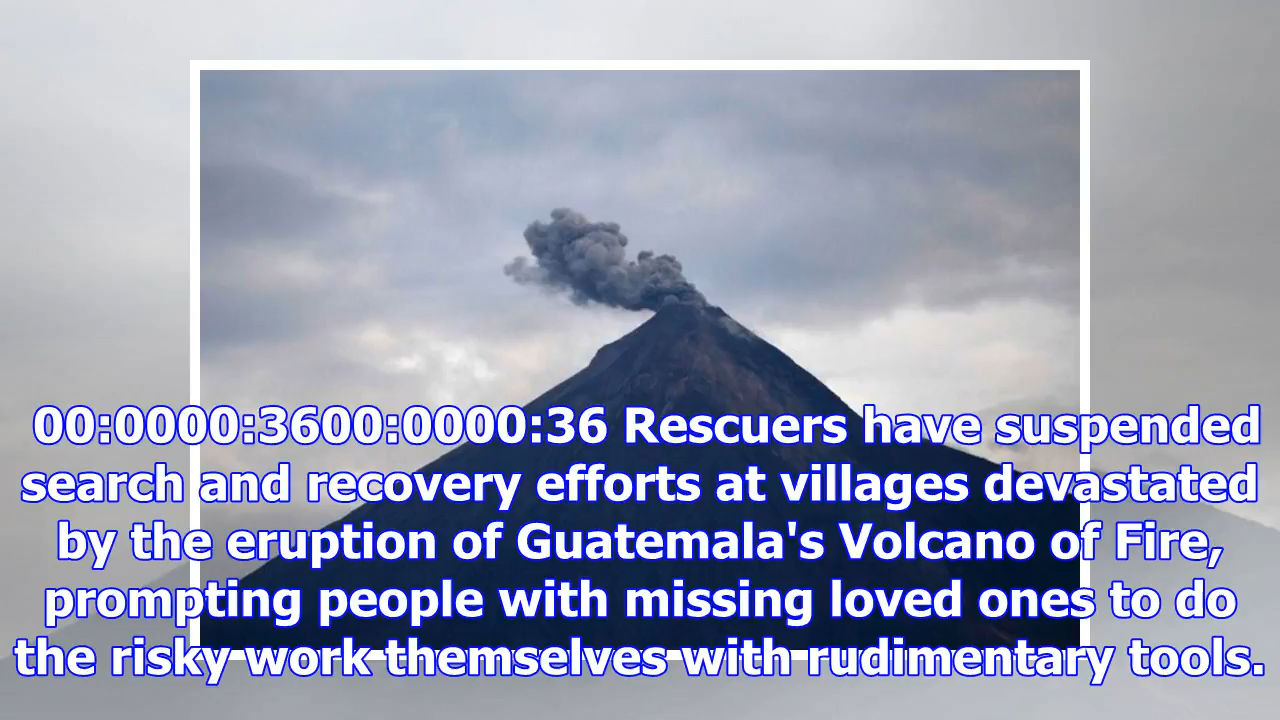 00:0000:3600:0000:36 Rescuers have suspended
search and recovery efforts at villages devastated
by the eruption of Guatemala's Volcano of Fire,
prompting people with missing loved ones to do
the risky work themselves with rudimentary tools.